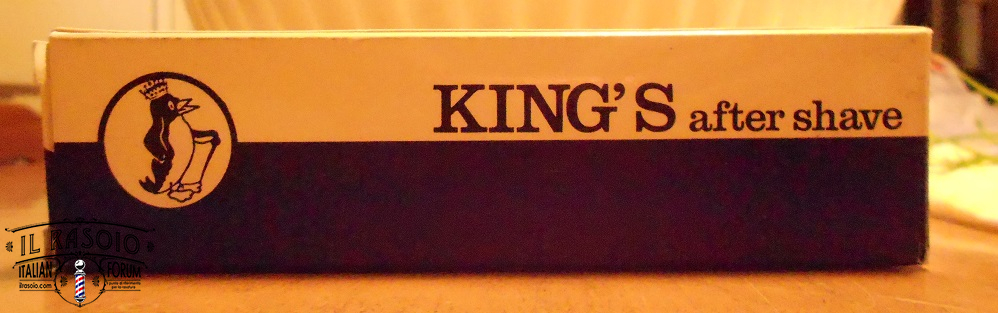 KING'S after shave
IL RASOIO
ITALIAN FORUM
ilrasoio.com